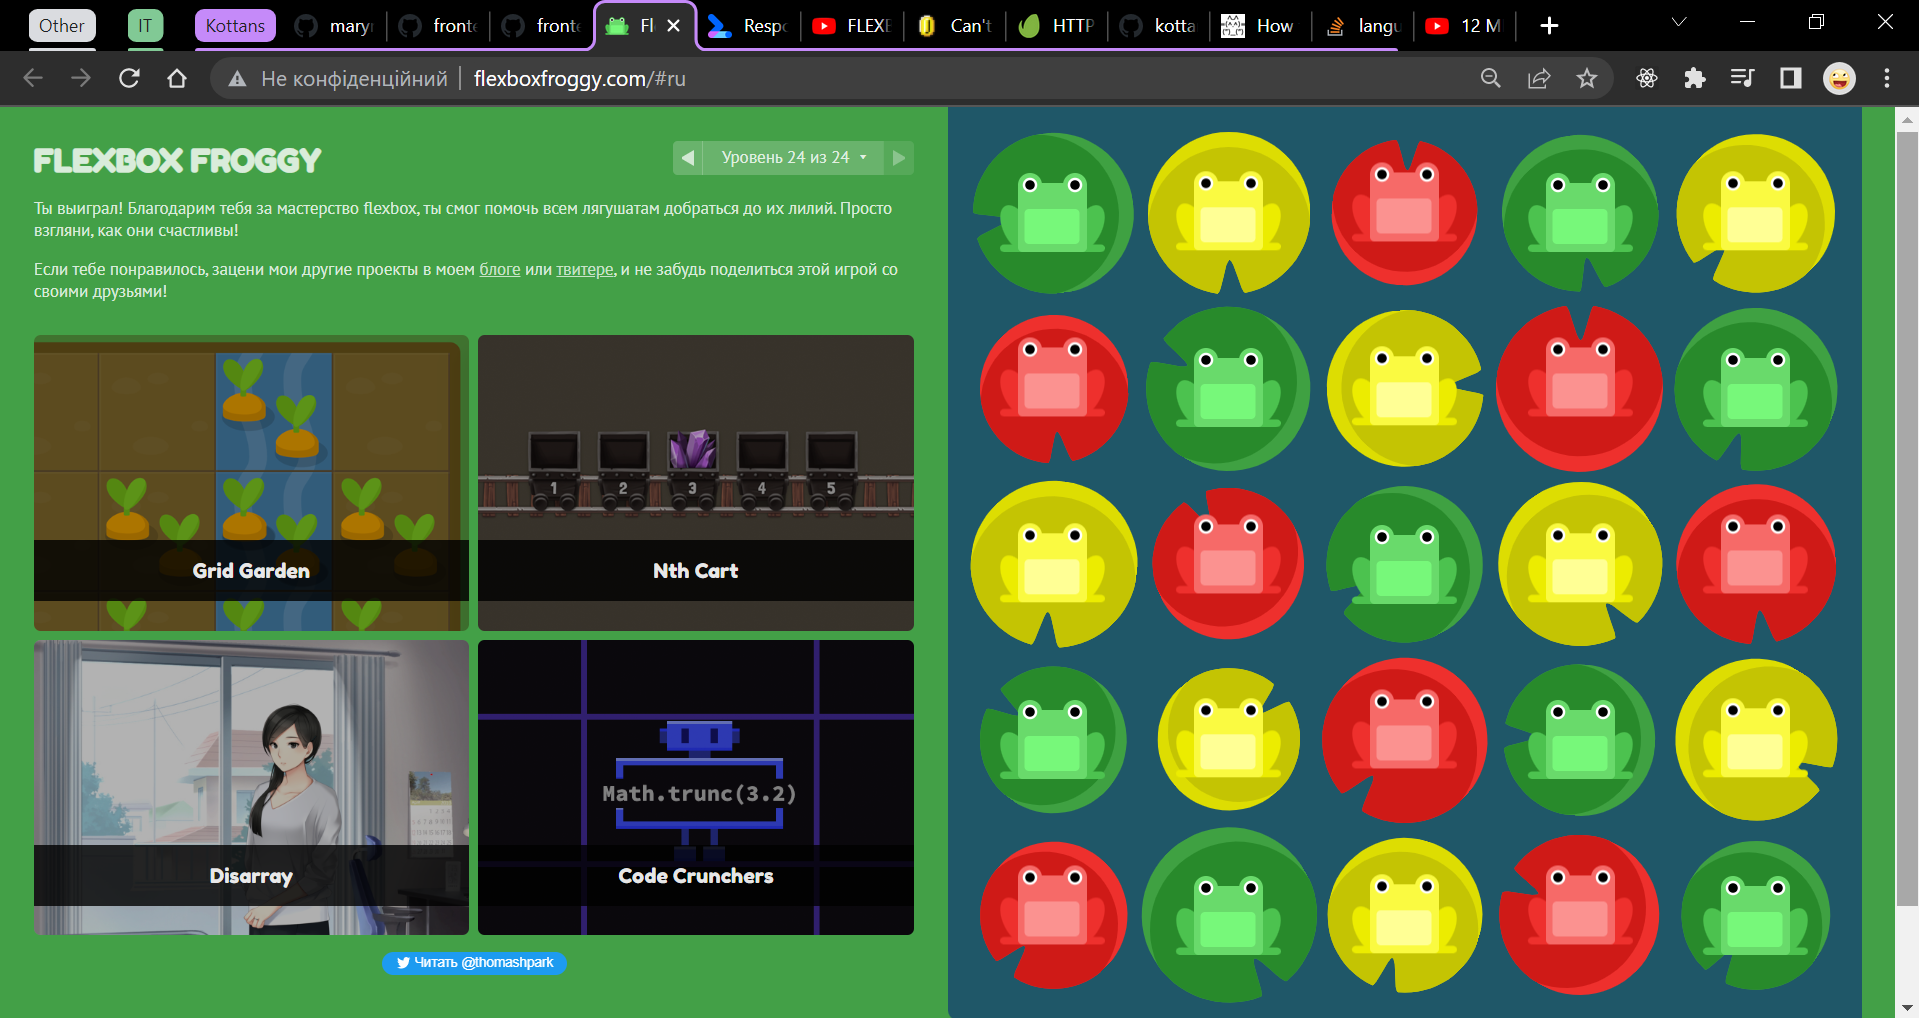 Other
IT
Kottans
mary
fronte
fronte
Fl
Respo
FLEXB
Can't
HTTP
kotta
How
langu
12 M
Не конфіденційний
flexboxfroggy.com/#ru
FLEXBOX FROGGY
Уровень 24 из 24
Ты выиграл! Благодарим тебя за мастерство flexbox, ты смог помочь всем лягушатам добраться до их лилий. Просто
взгляни, как они счастливы!
Если тебе понравилось, зацени мои другие проекты в моем блоге или твитере, и не забудь поделиться этой игрой со
своими друзьями!
1 2 3 4 5
Grid Garden
Nth Cart
Math.trunc(3.2)
Disarray
Code Crunchers
Читать @thomashpark